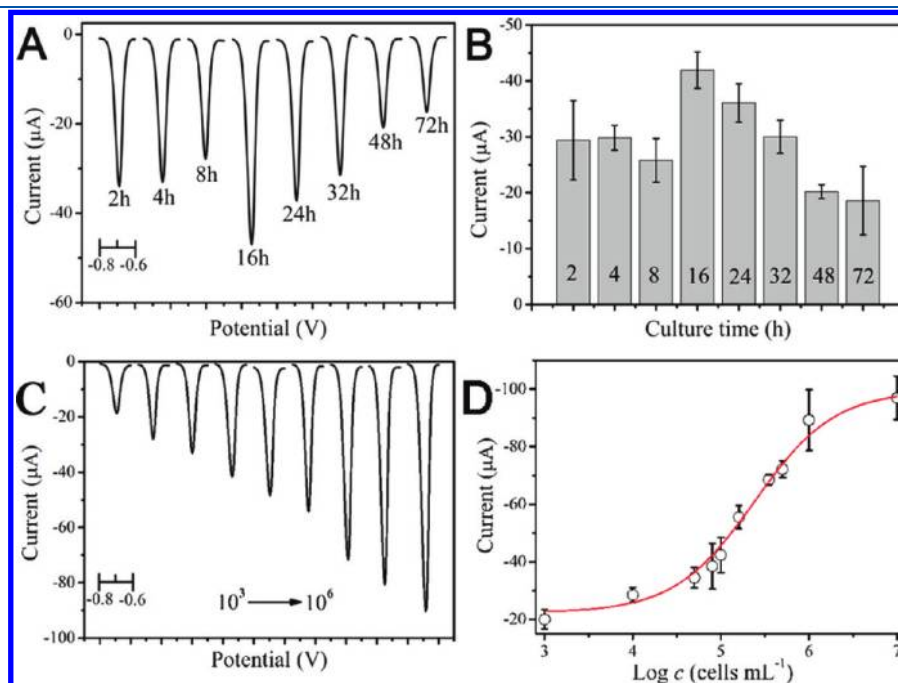 A
0
-20
-40
-60
Current (μA)
2h
4h
8h
16h
24h
32h
48h
72h
-0.8 -0.6
Potential (V)
B
-50
-40
-30
-20
-10
0
Current (μA)
2 4 8 16 24 32 48 72
Culture time (h)
C
0
-20
-40
-60
-80
-100
Current (μA)
-0.8 -0.6
10³ → 10⁶
Potential (V)
D
-100
-80
-60
-40
-20
Current (μA)
3 4 5 6 7
Log c (cells mL⁻¹)